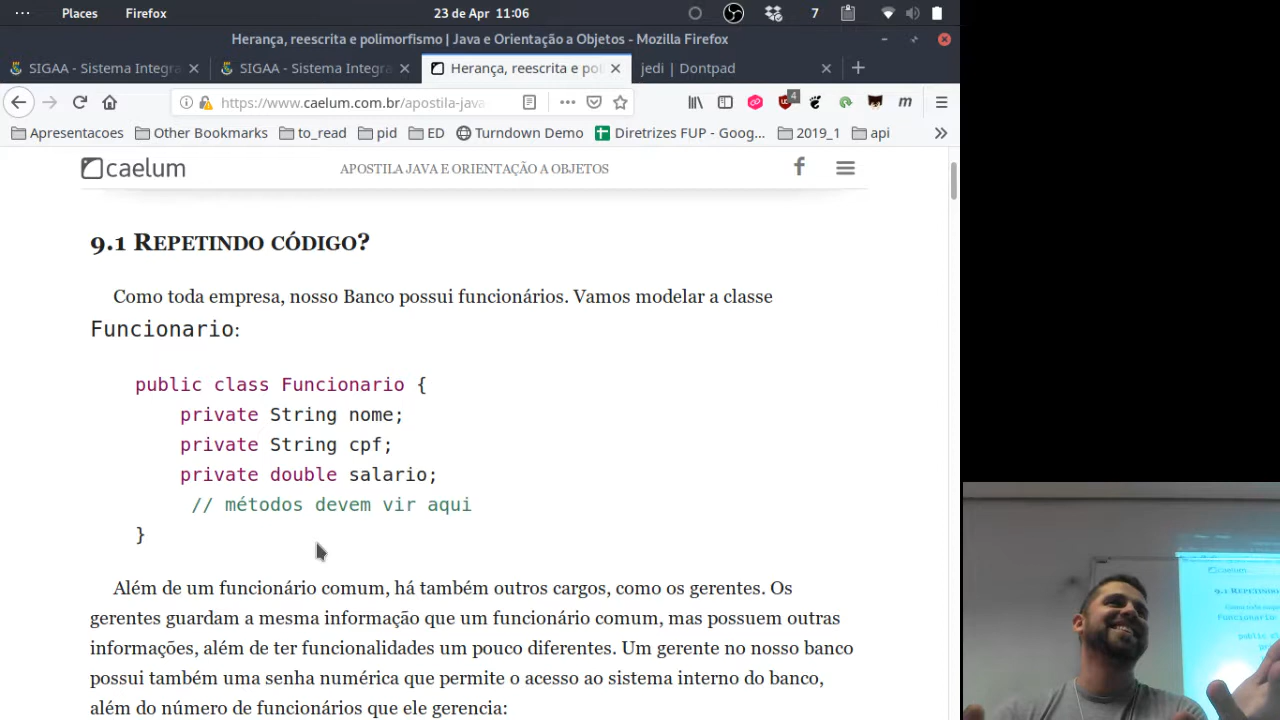 Places Firefox 23 de Apr 11:06 7
Herança, reescrita e polimorfismo | Java e Orientação a Objetos - Mozilla Firefox
SIGAA - Sistema Integra SIGAA - Sistema Integra Herança, reescrita e pol jedi | Dontpad
https://www.caelum.com.br/apostila-java- 4 m
Apresentacoes Other Bookmarks to_read pid ED Turndown Demo Diretrizes FUP - Goog... 2019_1 api
caelum APOSTILA JAVA E ORIENTAÇÃO A OBJETOS
9.1 REPETINDO CÓDIGO?
Como toda empresa, nosso Banco possui funcionários. Vamos modelar a classe
Funcionario:
public class Funcionario {
private String nome;
private String cpf;
private double salario;
// métodos devem vir aqui
}
Além de um funcionário comum, há também outros cargos, como os gerentes. Os
gerentes guardam a mesma informação que um funcionário comum, mas possuem outras
informações, além de ter funcionalidades um pouco diferentes. Um gerente no nosso banco
possui também uma senha numérica que permite o acesso ao sistema interno do banco,
além do número de funcionários que ele gerencia: